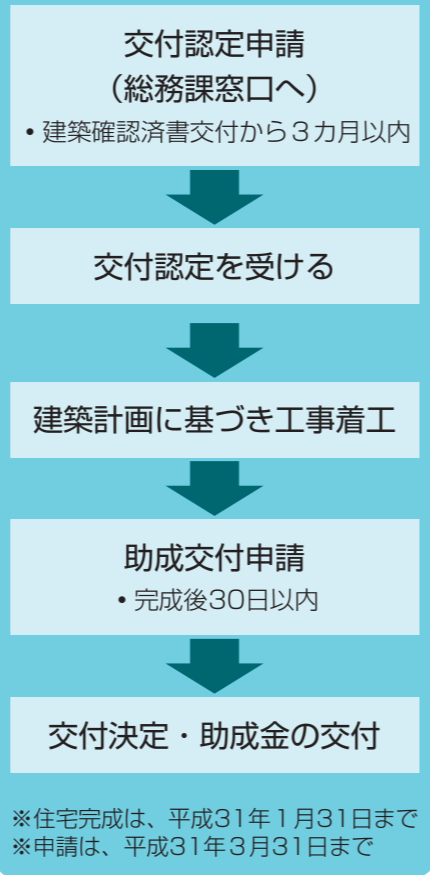 交付認定申請
（総務課窓口へ）
• 建築確認済書交付から３カ月以内
交付認定を受ける
建築計画に基づき工事着工
助成交付申請
• 完成後30日以内
交付決定・助成金の交付
※住宅完成は、平成31年１月31日まで
※申請は、平成31年３月31日まで